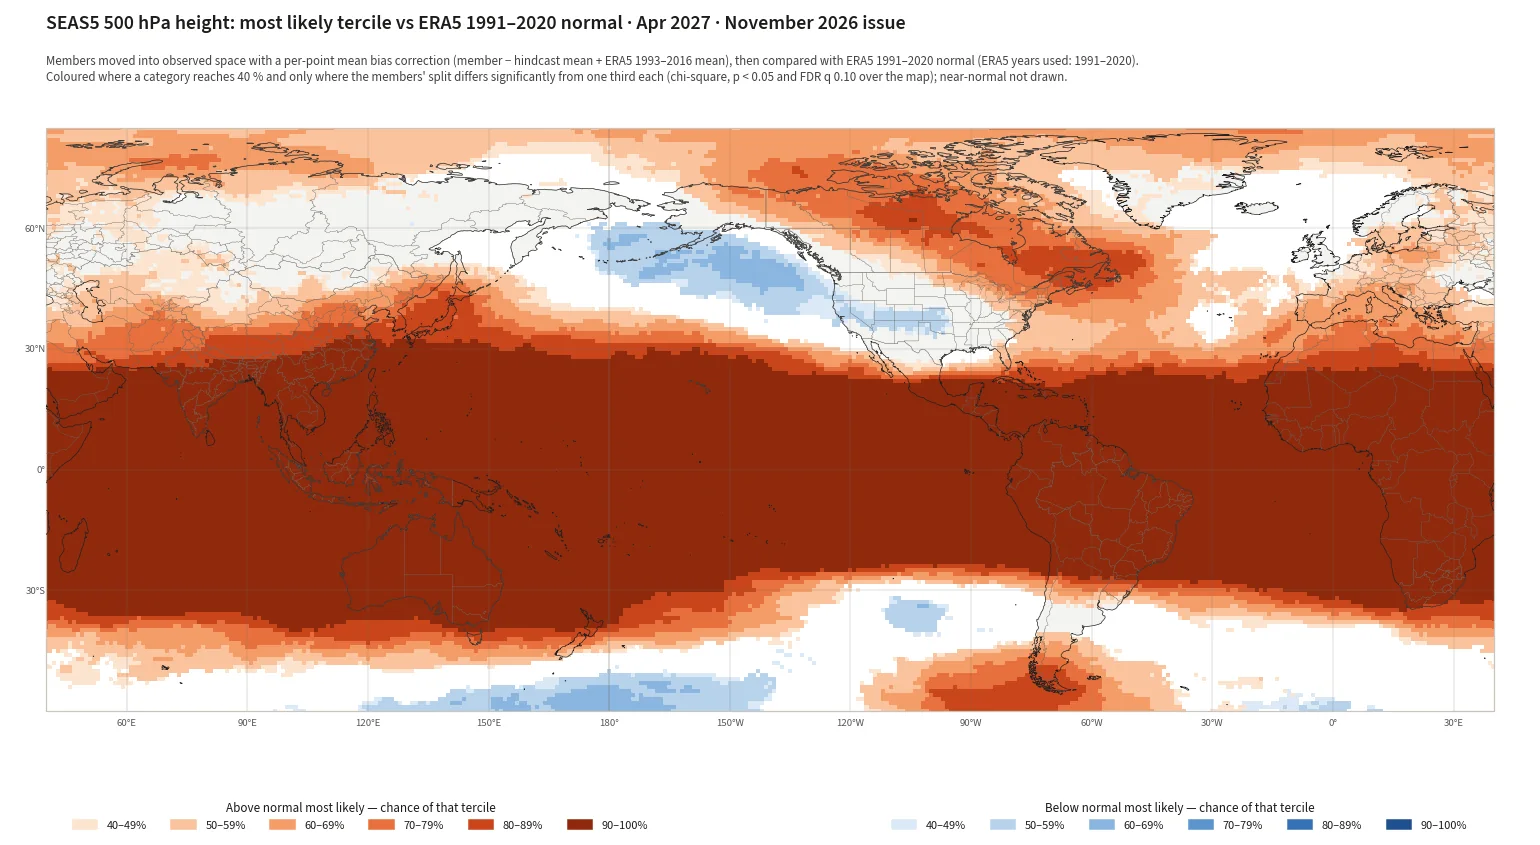 SEAS5 500 hPa height: most likely tercile vs ERA5 1991–2020 normal · Apr 2027 · November 2026 issue
Members moved into observed space with a per-point mean bias correction (member − hindcast mean + ERA5 1993–2016 mean), then compared with ERA5 1991–2020 normal (ERA5 years used: 1991–2020).
Coloured where a category reaches 40 % and only where the members' split differs significantly from one third each (chi-square, p < 0.05 and FDR q 0.10 over the map); near-normal not drawn.
60°N
30°N
0°
30°S
60°E 90°E 120°E 150°E 180° 150°W 120°W 90°W 60°W 30°W 0° 30°E
Above normal most likely — chance of that tercile
40–49% 50–59% 60–69% 70–79% 80–89% 90–100%
Below normal most likely — chance of that tercile
40–49% 50–59% 60–69% 70–79% 80–89% 90–100%